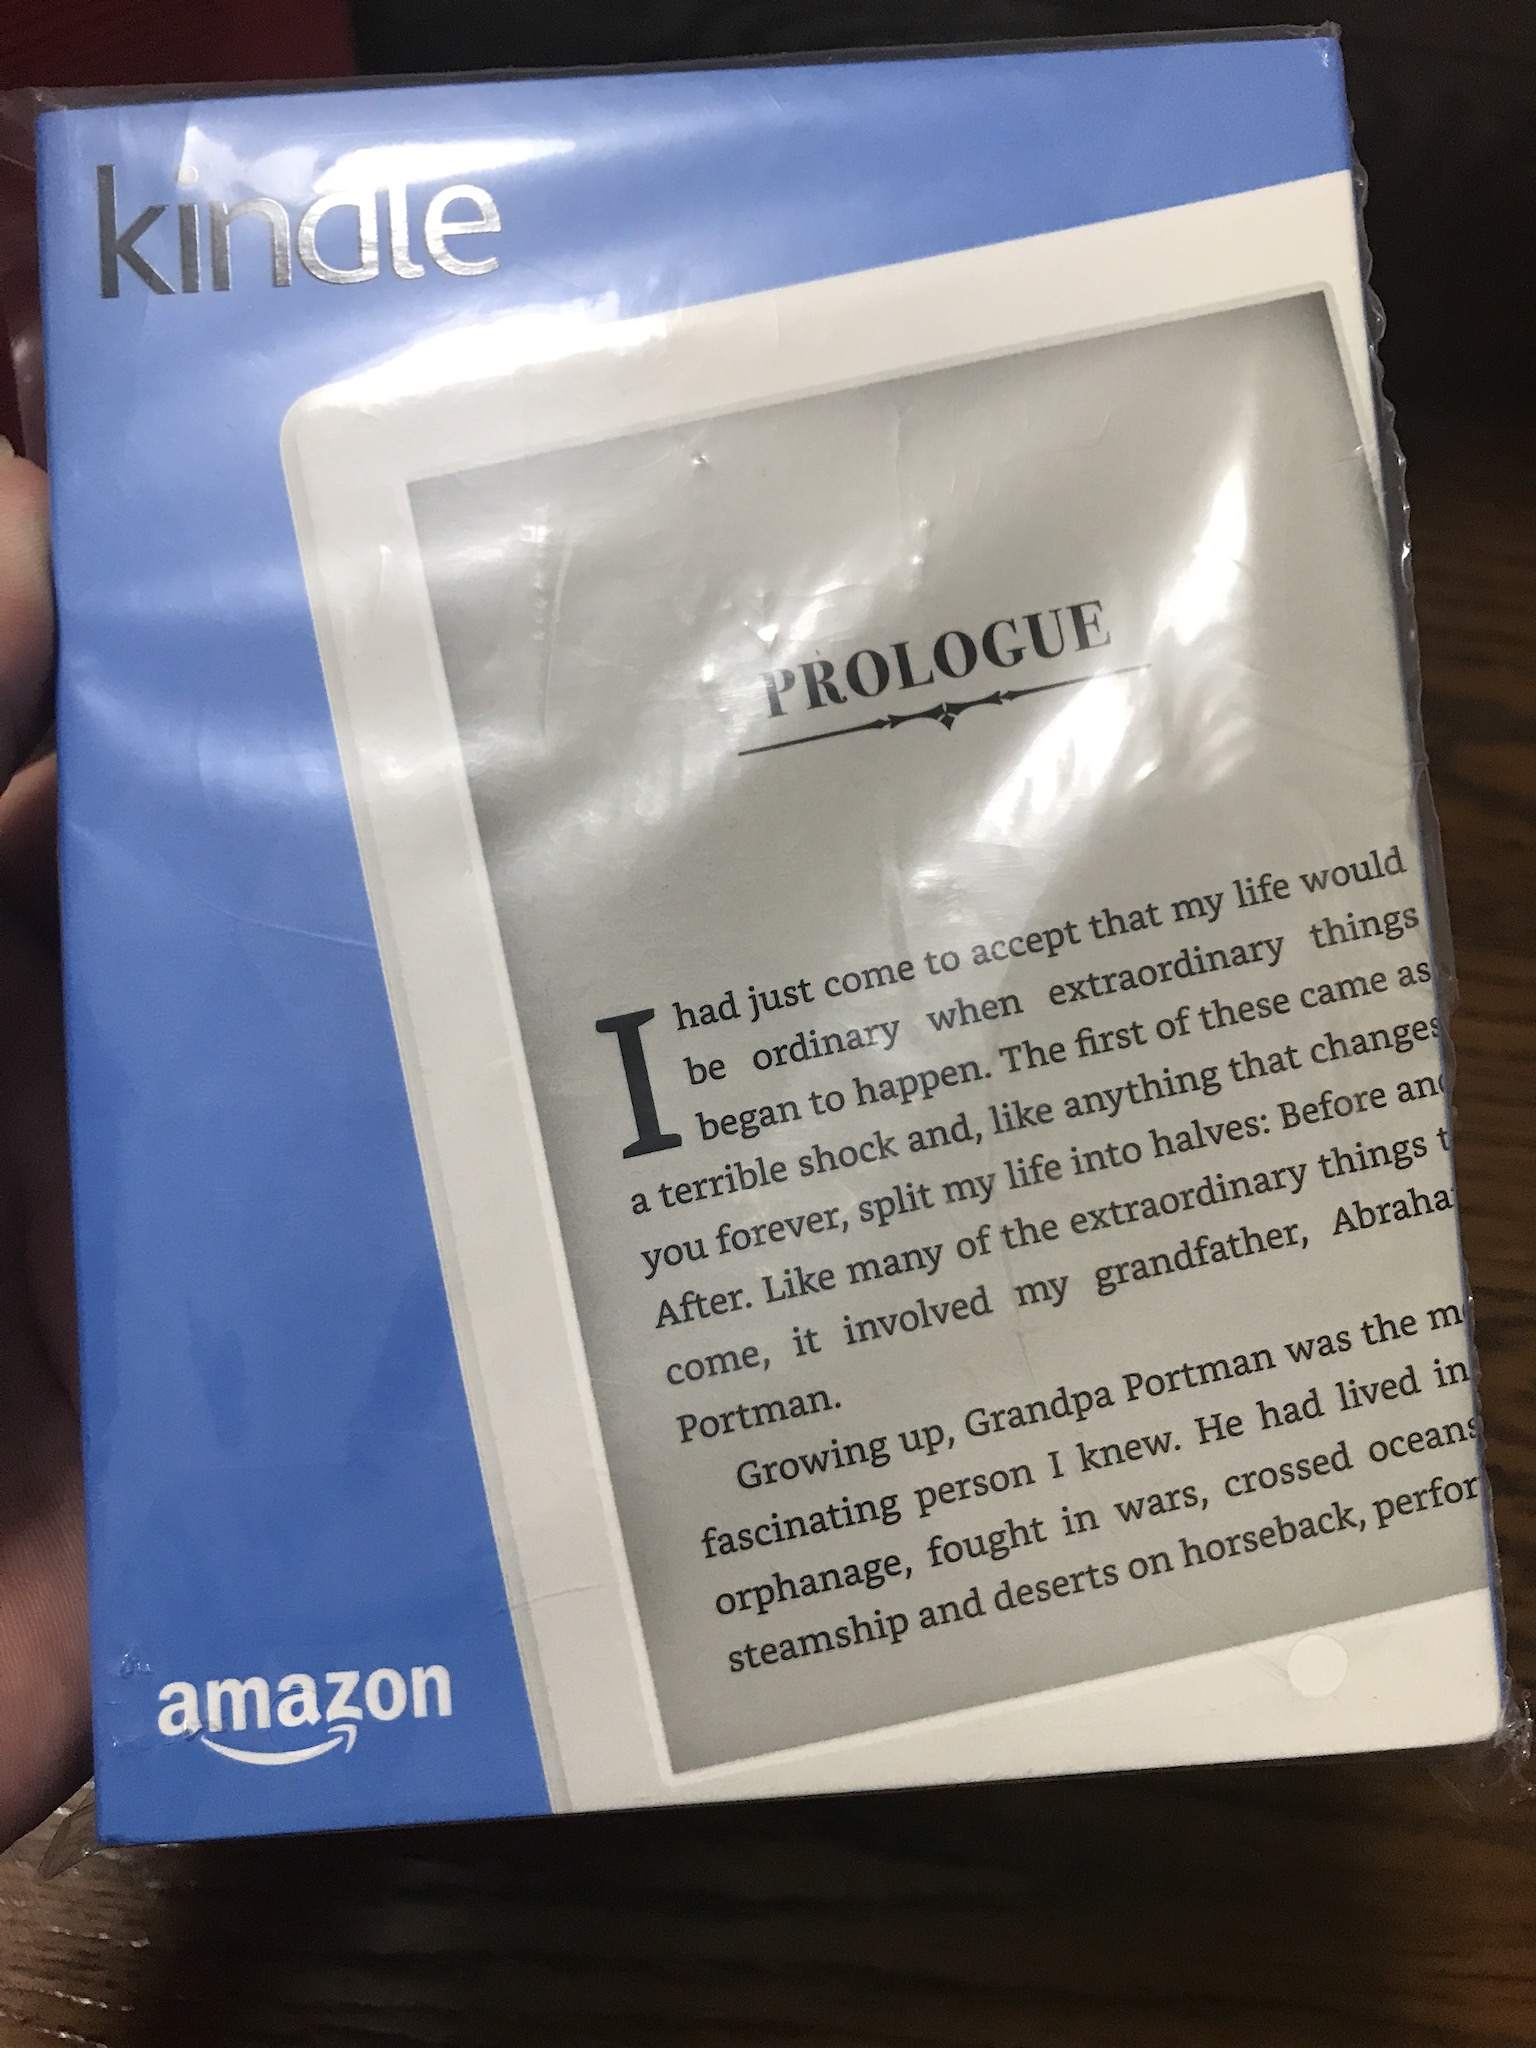 kindle
PROLOGUE
I had just come to accept that my life would
be ordinary when extraordinary things
began to happen. The first of these came as
a terrible shock and, like anything that changes
you forever, split my life into halves: Before and
After. Like many of the extraordinary things t
come, it involved my grandfather, Abraha
Portman.
Growing up, Grandpa Portman was the mo
fascinating person I knew. He had lived in
orphanage, fought in wars, crossed oceans
steamship and deserts on horseback, perfor
amazon